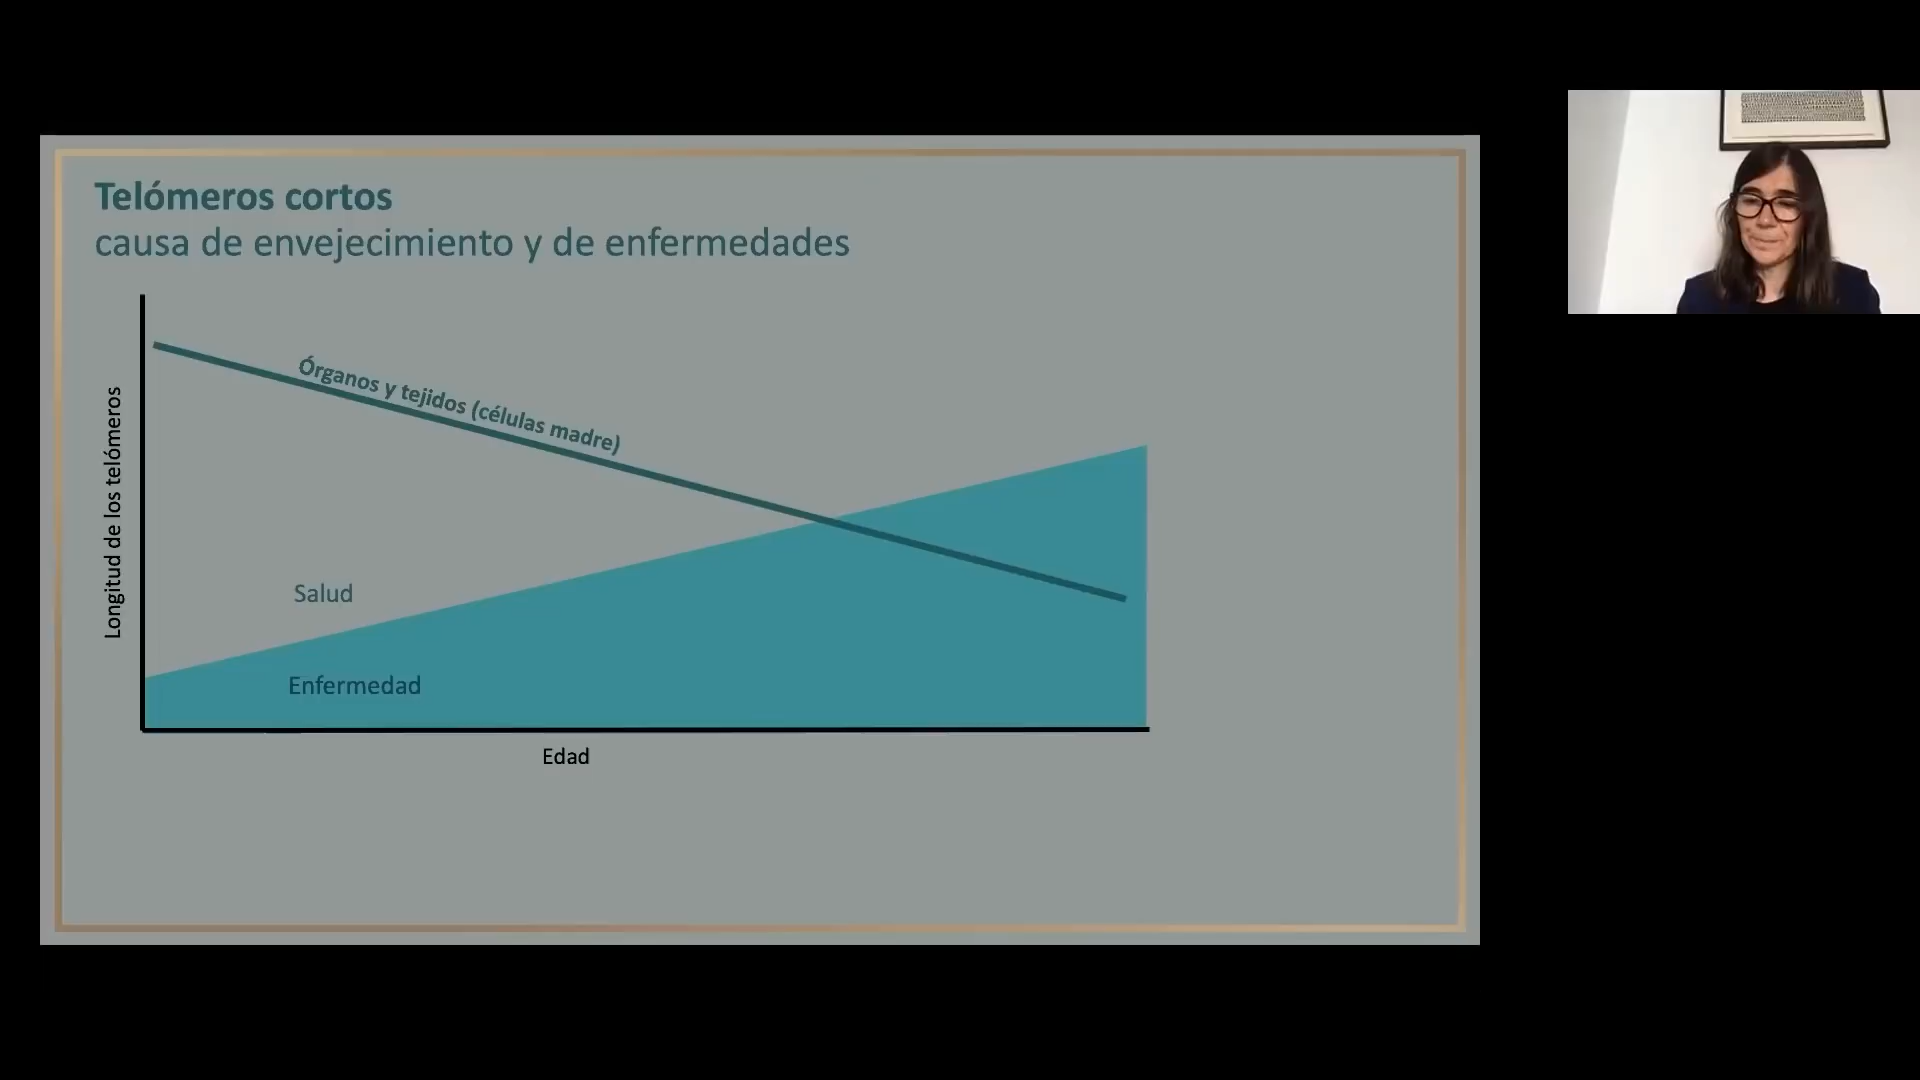 Telómeros cortos
causa de envejecimiento y de enfermedades
Órganos y tejidos (células madre)
Longitud de los telómeros
Salud
Enfermedad
Edad